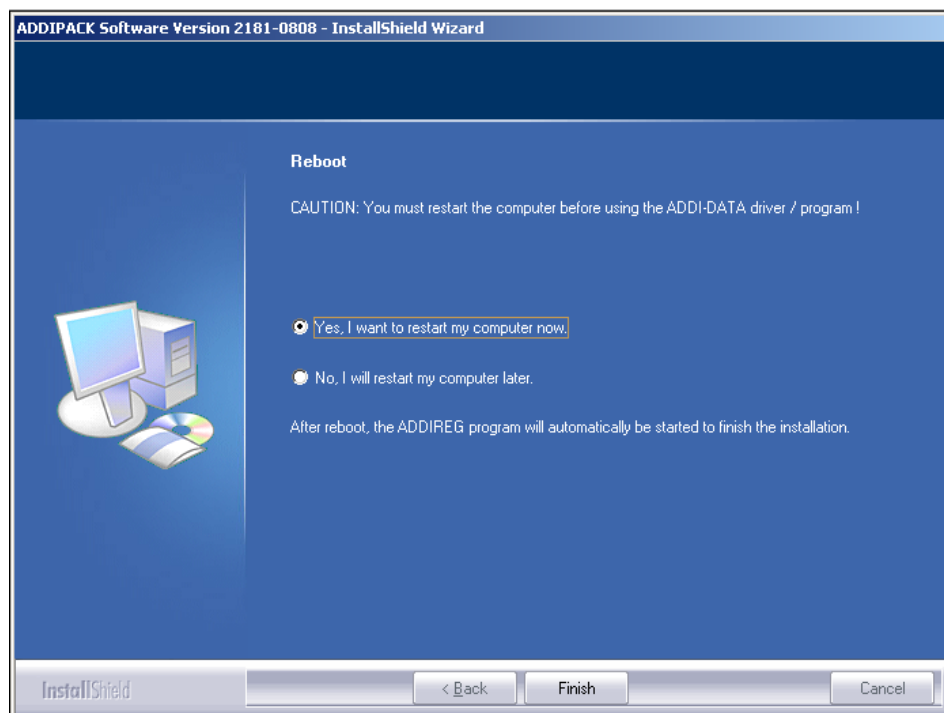 ADDIPACK Software Version 2181-0808 - InstallShield Wizard
Reboot
CAUTION: You must restart the computer before using the ADDI-DATA driver / program !
Yes, I want to restart my computer now.
No, I will restart my computer later.
After reboot, the ADDIREG program will automatically be started to finish the installation.
InstallShield
< Back
Finish
Cancel